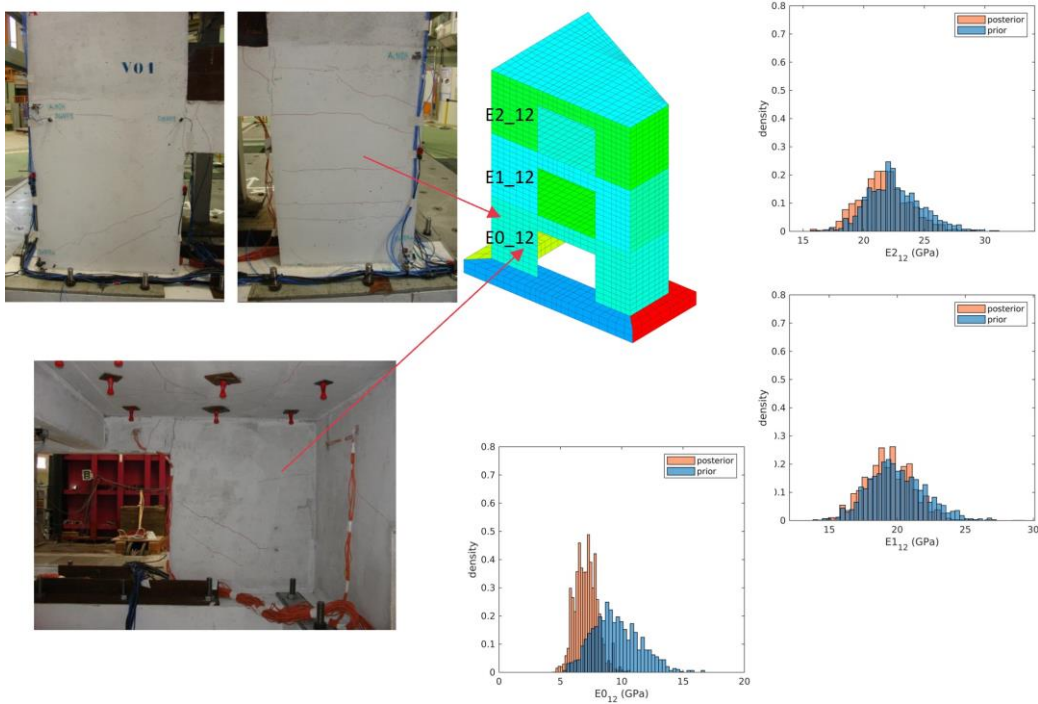 V01
E2_12
E1_12
E0_12
posterior
prior
0.8
0.7
0.6
0.5
0.4
0.3
0.2
0.1
0
density
15 20 25 30
E2₁₂ (GPa)
posterior
prior
0.8
0.7
0.6
0.5
0.4
1.3
1.2
0.1
0
density
15 20 25 30
E1₁₂ (GPa)
posterior
prior
0.8
0.7
0.6
0.5
0.4
0.3
0.2
0.1
0
density
0 5 10 15 20
E0₁₂ (GPa)